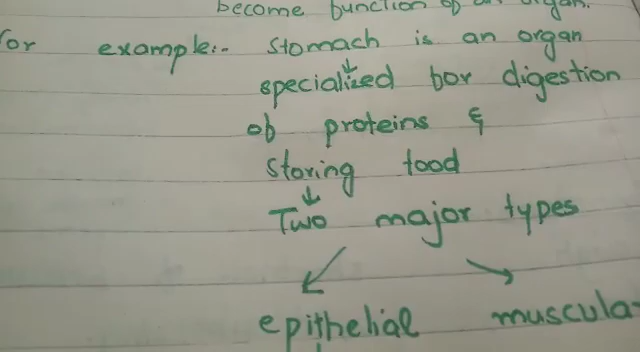 become function of an organ.
for example:- Stomach is an organ
↓
specialized for digestion
of proteins &
storing food
↓
Two major types
↙ ↘
epithelial muscular